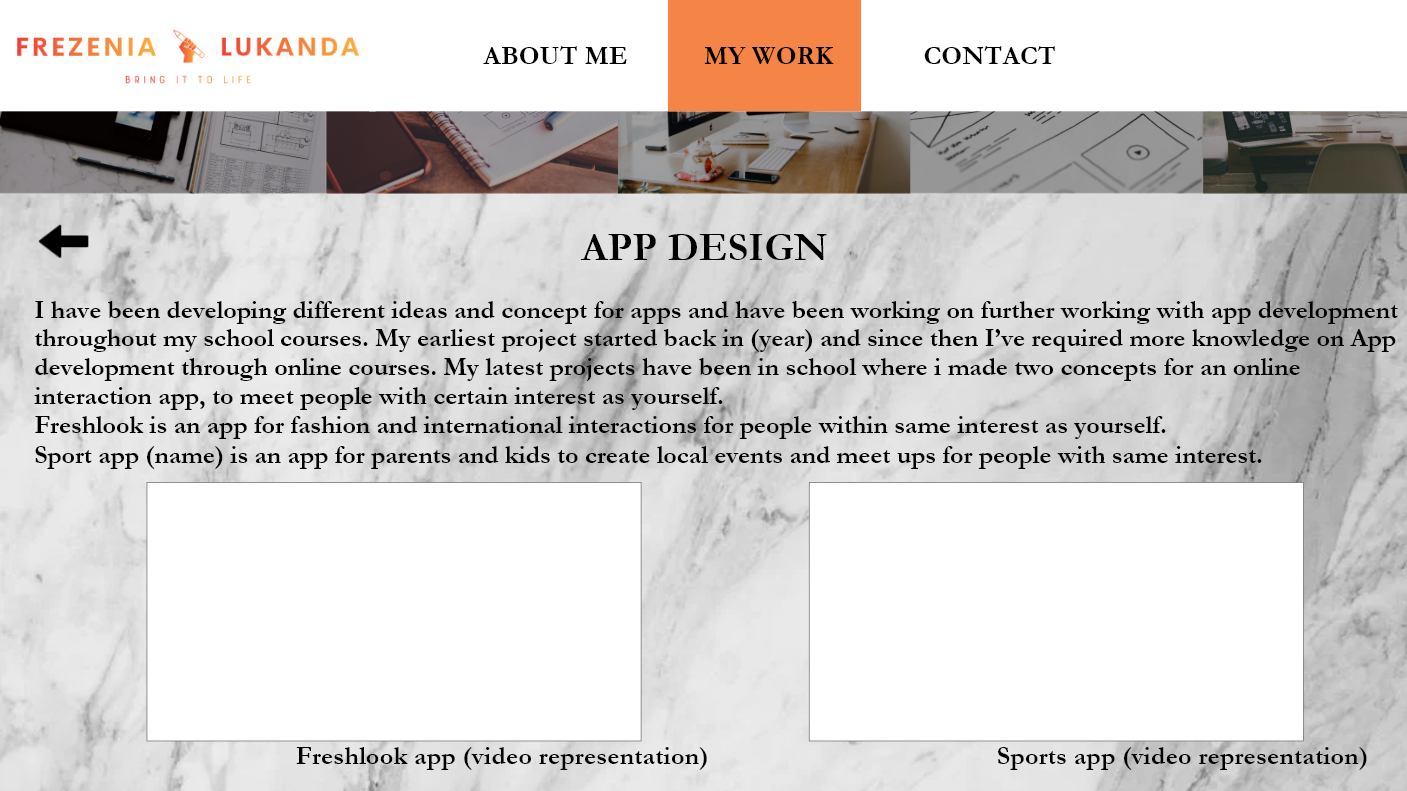 FREZENIA LUKANDA
BRING IT TO LIFE
ABOUT ME
MY WORK
CONTACT
APP DESIGN
I have been developing different ideas and concept for apps and have been working on further working with app development
throughout my school courses. My earliest project started back in (year) and since then I’ve required more knowledge on App
development through online courses. My latest projects have been in school where i made two concepts for an online
interaction app, to meet people with certain interest as yourself.
Freshlook is an app for fashion and international interactions for people within same interest as yourself.
Sport app (name) is an app for parents and kids to create local events and meet ups for people with same interest.
Freshlook app (video representation)
Sports app (video representation)